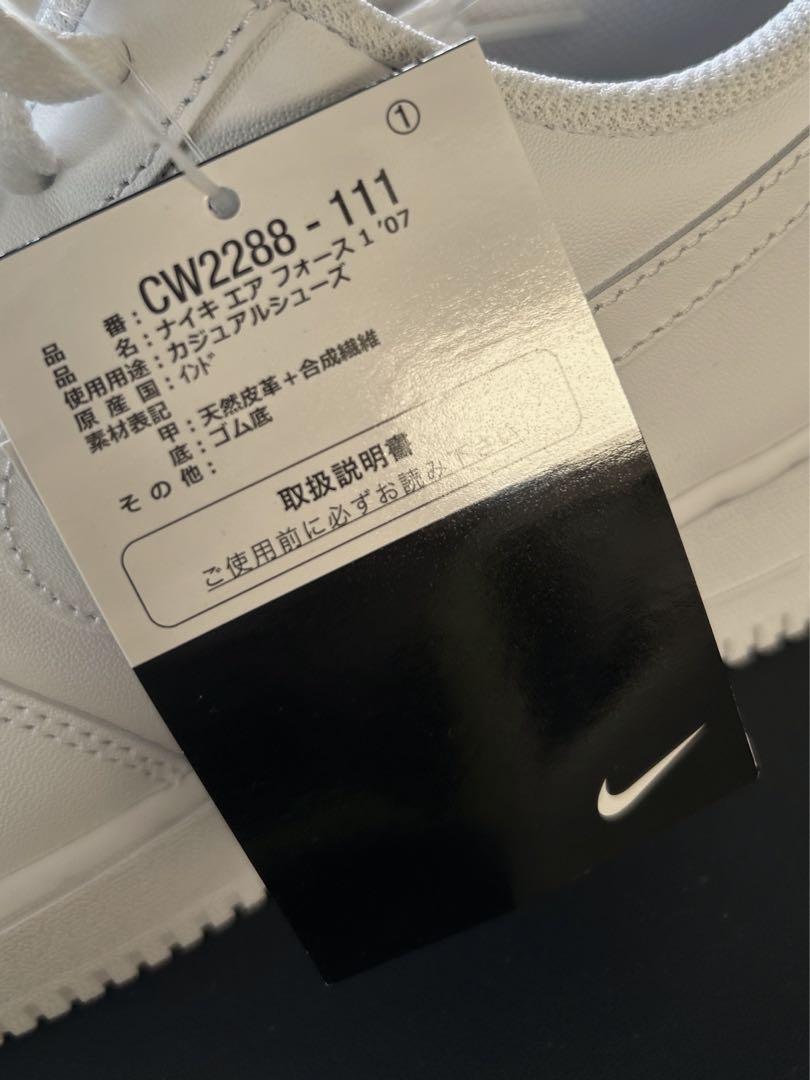 ①
品番：CW2288-111
品名：ナイキ エア フォース 1 '07
使用用途：カジュアルシューズ
原産国：ｲﾝﾄﾞ
素材表記
甲：天然皮革＋合成繊維
底：ゴム底
その他：
取扱説明書
ご使用前に必ずお読み下さい